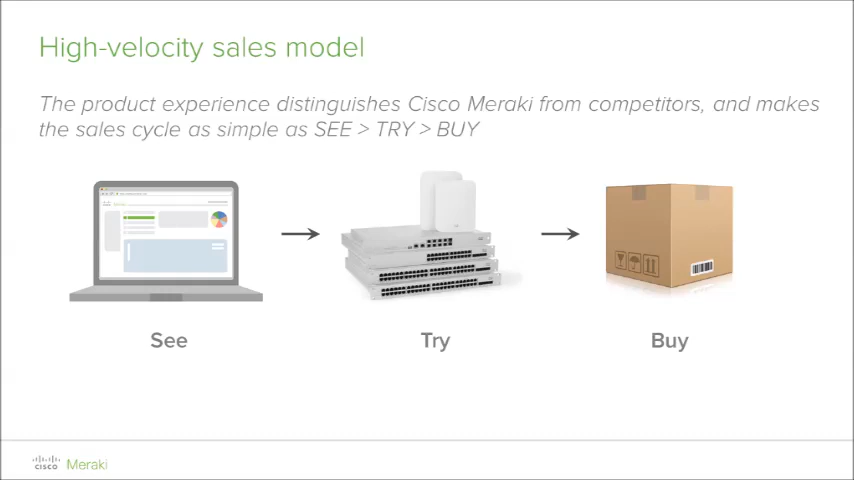 High-velocity sales model
The product experience distinguishes Cisco Meraki from competitors, and makes
the sales cycle as simple as SEE > TRY > BUY
See
Try
Buy
CISCO Meraki